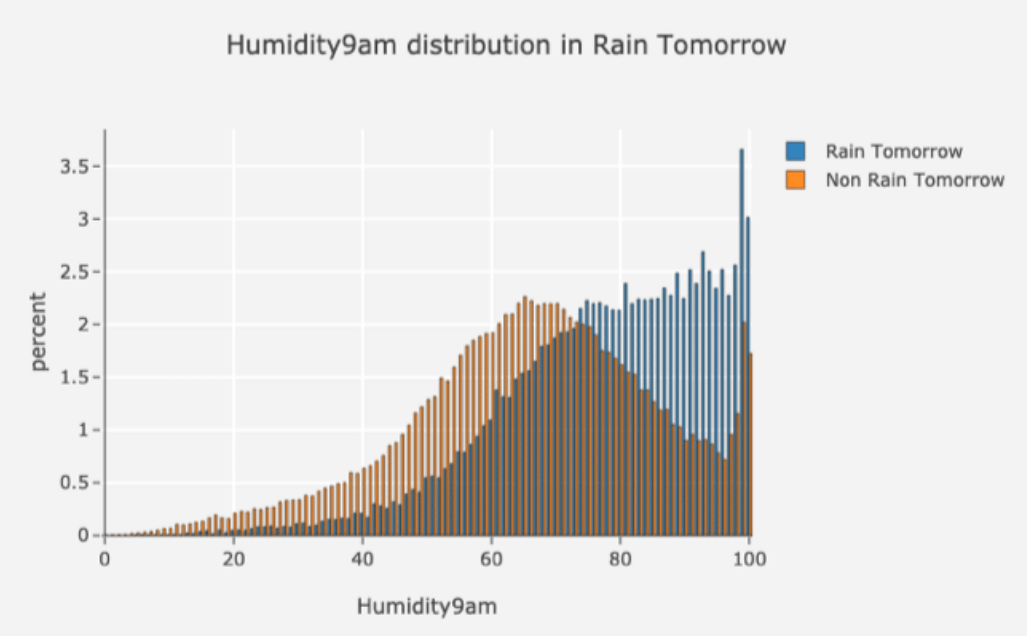 Humidity9am distribution in Rain Tomorrow
Rain Tomorrow
Non Rain Tomorrow
percent
3.5
3
2.5
2
1.5
1
0.5
0
0 20 40 60 80 100
Humidity9am